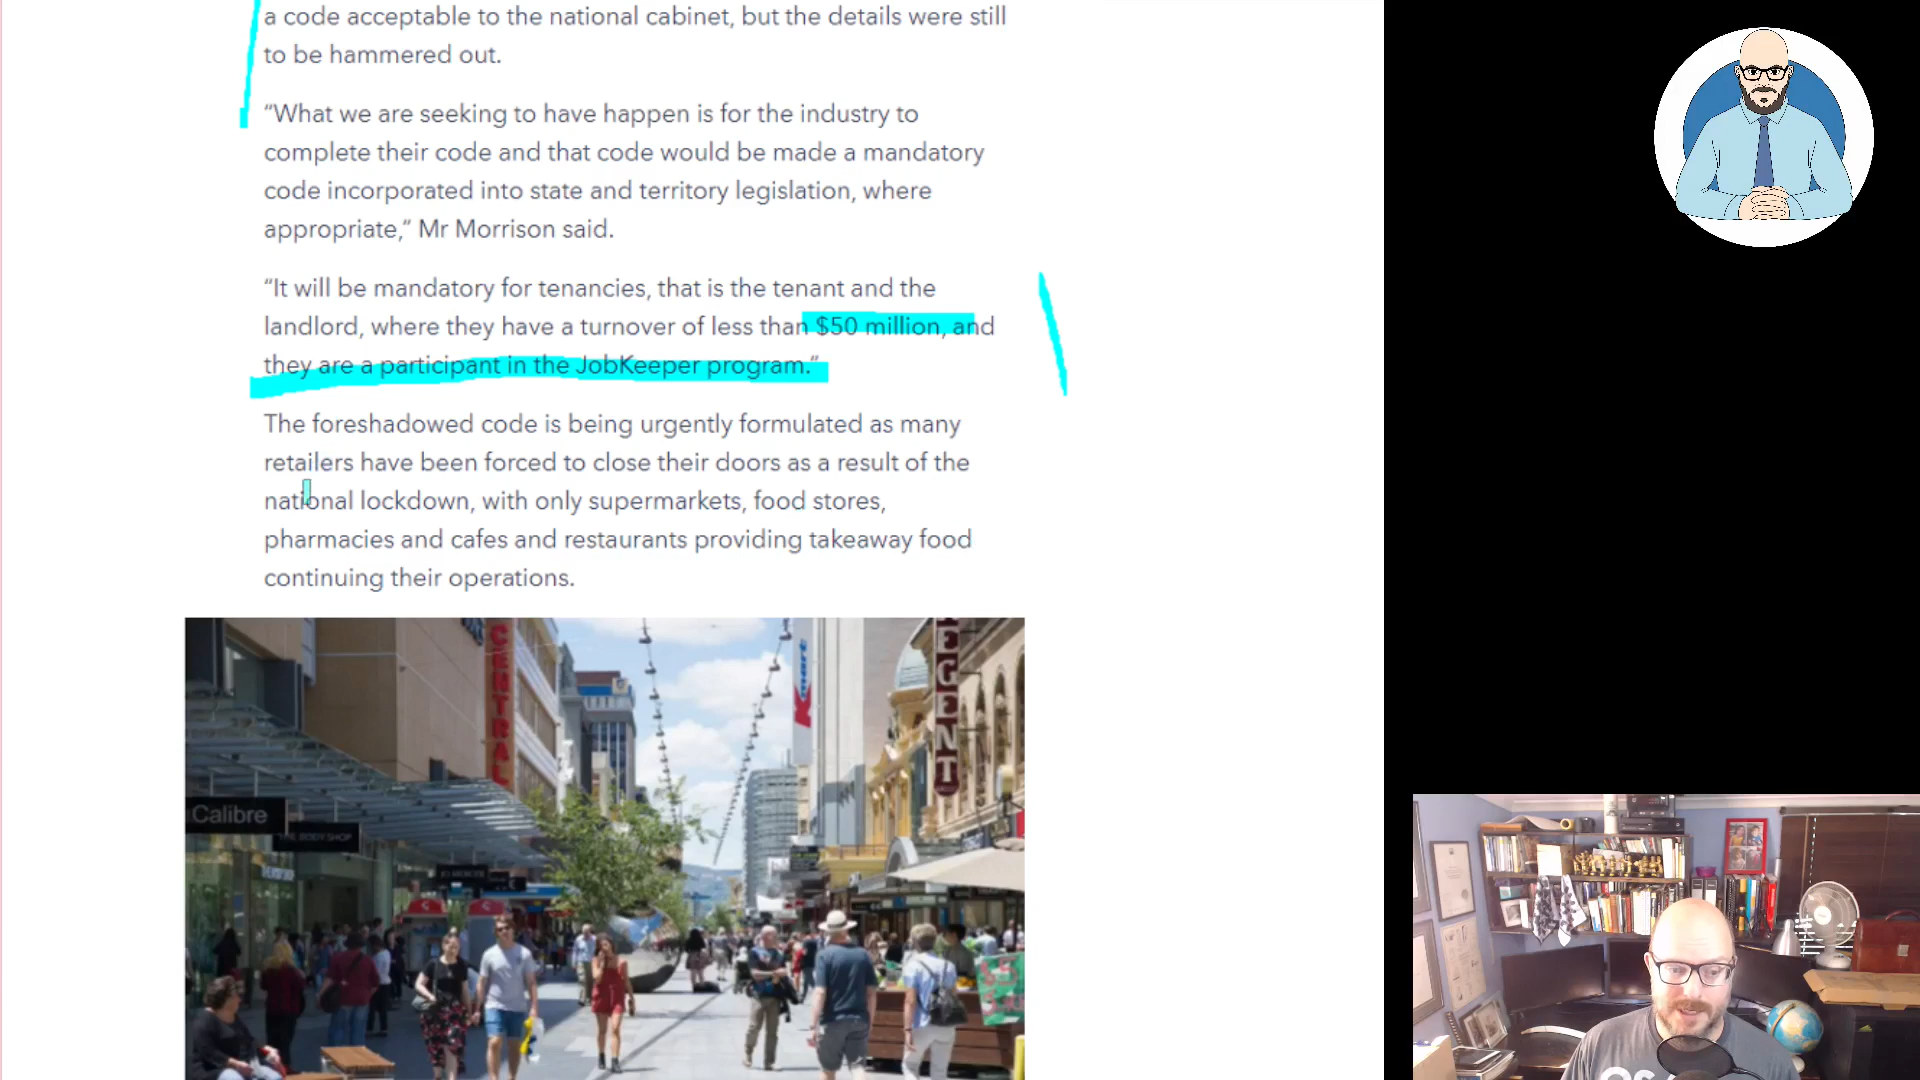 a code acceptable to the national cabinet, but the details were still
to be hammered out.
“What we are seeking to have happen is for the industry to
complete their code and that code would be made a mandatory
code incorporated into state and territory legislation, where
appropriate,” Mr Morrison said.
“It will be mandatory for tenancies, that is the tenant and the
landlord, where they have a turnover of less than $50 million, and
they are a participant in the JobKeeper program.”
The foreshadowed code is being urgently formulated as many
retailers have been forced to close their doors as a result of the
national lockdown, with only supermarkets, food stores,
pharmacies and cafes and restaurants providing takeaway food
continuing their operations.
CENTRAL
EGENT
Calibre
THE BODY SHOP